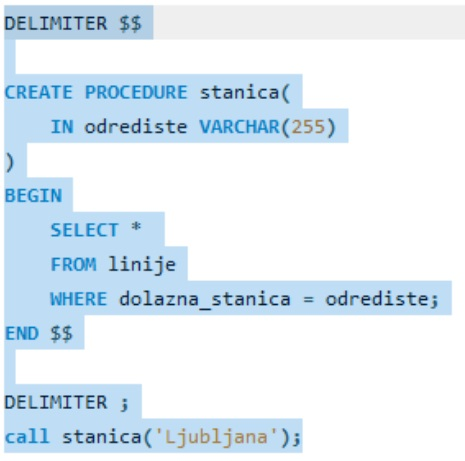 DELIMITER $$
CREATE PROCEDURE stanica(
    IN odrediste VARCHAR(255)
)
BEGIN
    SELECT *
    FROM linije
    WHERE dolazna_stanica = odrediste;
END $$
DELIMITER ;
call stanica('Ljubljana');